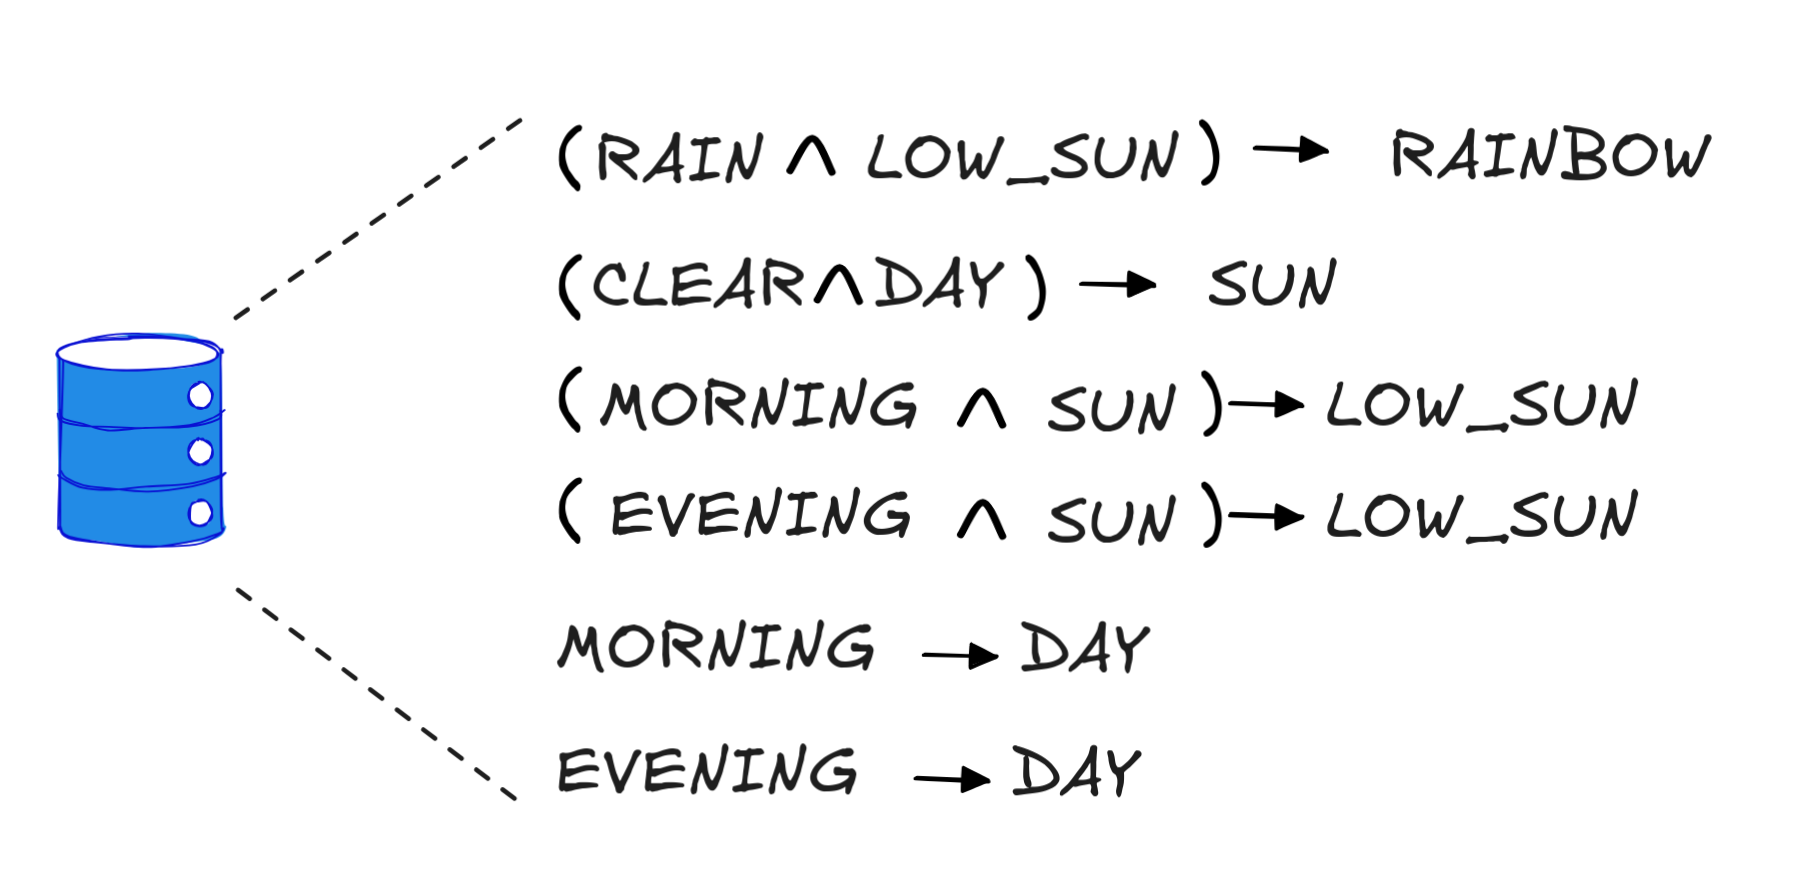 (RAIN ∧ LOW_SUN) → RAINBOW
(CLEAR ∧ DAY) → SUN
(MORNING ∧ SUN) → LOW_SUN
(EVENING ∧ SUN) → LOW_SUN
MORNING → DAY
EVENING → DAY